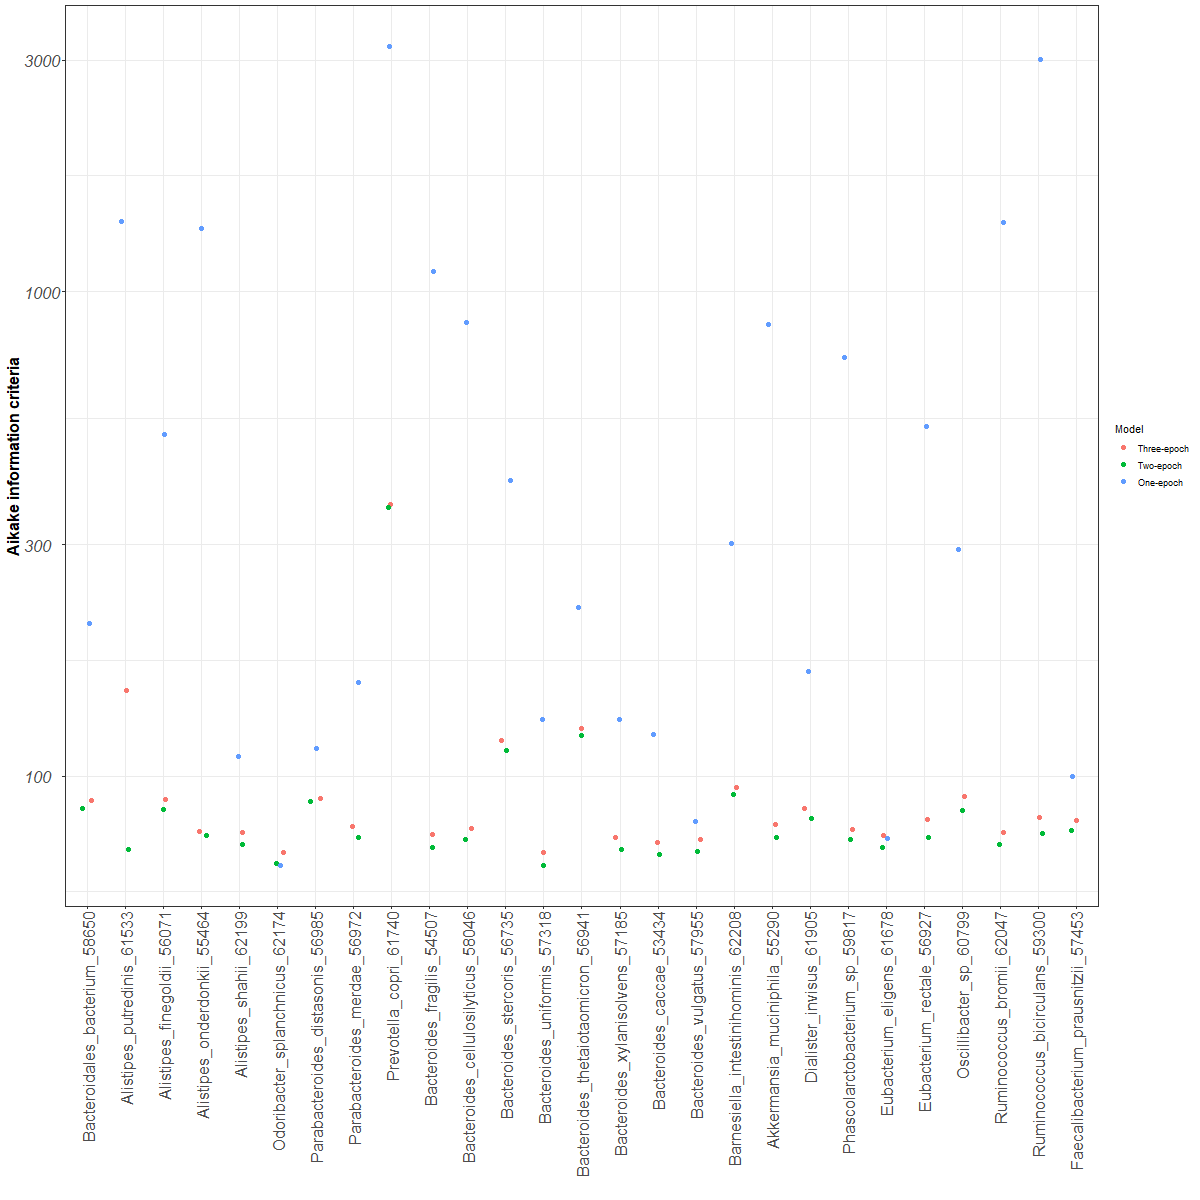 3000
1000
300
100
Aikake information criteria
Model
Three-epoch
Two-epoch
One-epoch
Bacteroidales_bacterium_58650
Alistipes_putredinis_61533
Alistipes_finegoldii_56071
Alistipes_onderdonkii_55464
Alistipes_shahii_62199
Odoribacter_splanchnicus_62174
Parabacteroides_distasonis_56985
Parabacteroides_merdae_56972
Prevotella_copri_61740
Bacteroides_fragilis_54507
Bacteroides_cellulosilyticus_58046
Bacteroides_stercoris_56735
Bacteroides_uniformis_57318
Bacteroides_thetaiotaomicron_56941
Bacteroides_xylanisolvens_57185
Bacteroides_caccae_53434
Bacteroides_vulgatus_57955
Barnesiella_intestinihominis_62208
Akkermansia_muciniphila_55290
Dialister_invisus_61905
Phascolarctobacterium_sp_59817
Eubacterium_eligens_61678
Eubacterium_rectale_56927
Oscillibacter_sp_60799
Ruminococcus_bromii_62047
Ruminococcus_bicirculans_59300
Faecalibacterium_prausnitzii_57453